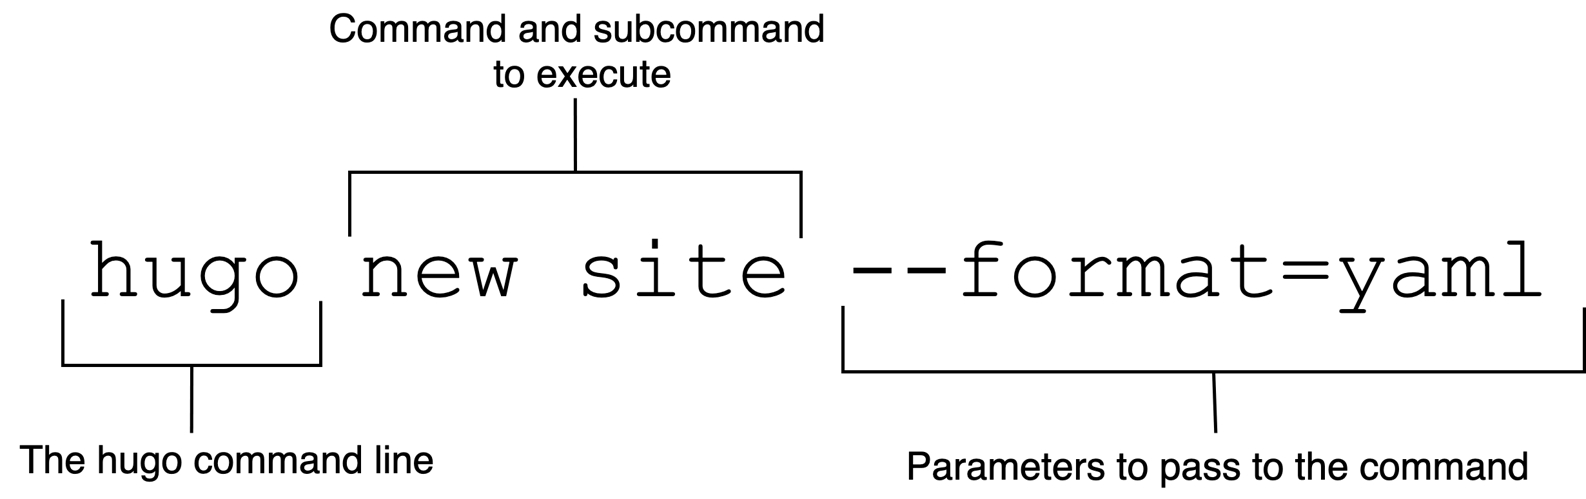 Command and subcommand
to execute
hugo new site --format=yaml
The hugo command line
Parameters to pass to the command